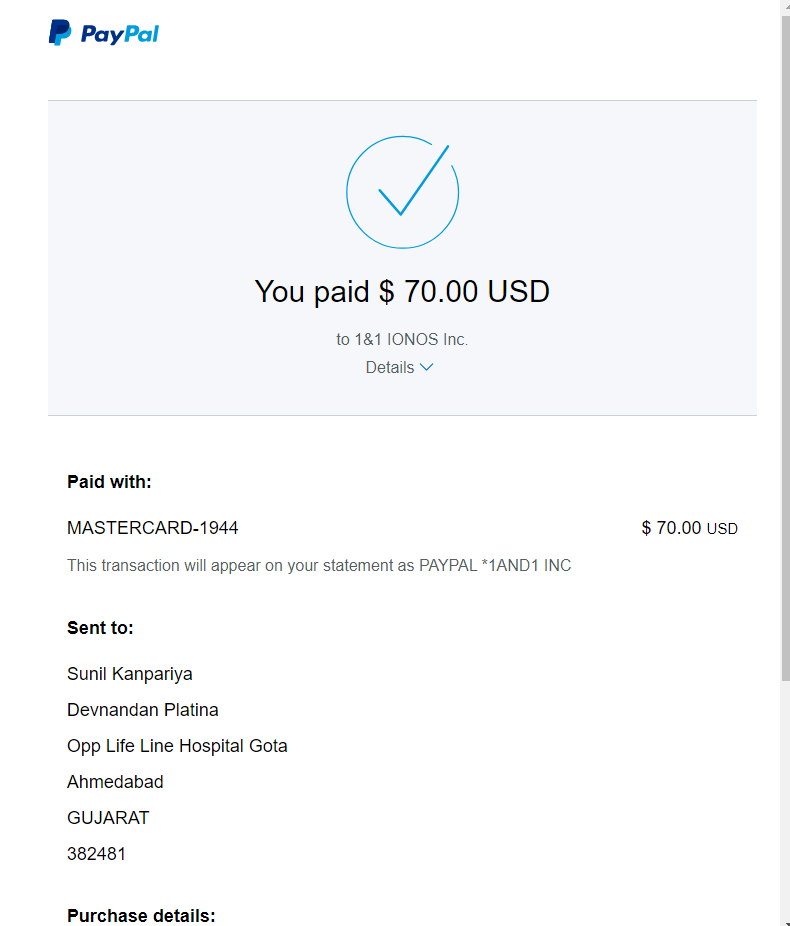 PayPal
You paid $ 70.00 USD
to 1&1 IONOS Inc.
Details
Paid with:
MASTERCARD-1944 $ 70.00 USD
This transaction will appear on your statement as PAYPAL *1AND1 INC
Sent to:
Sunil Kanpariya
Devnandan Platina
Opp Life Line Hospital Gota
Ahmedabad
GUJARAT
382481
Purchase details: